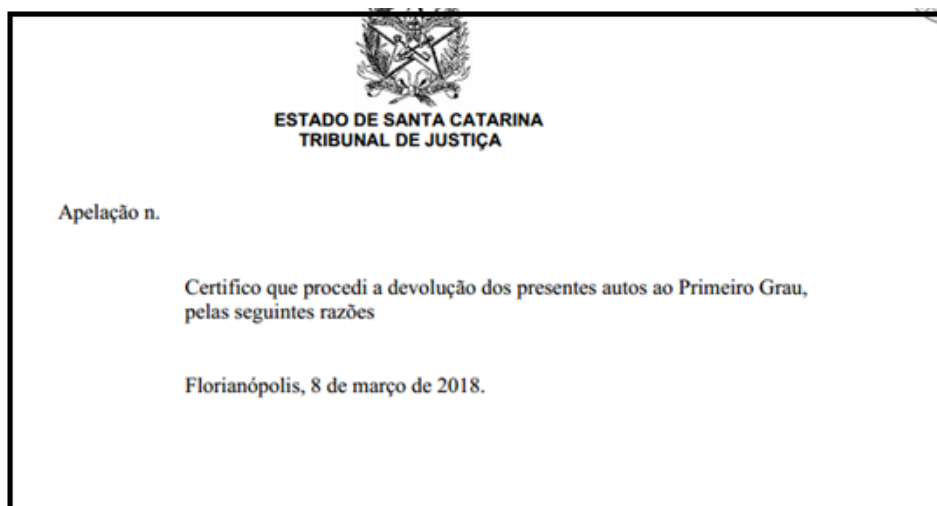 ESTADO DE SANTA CATARINA
TRIBUNAL DE JUSTIÇA
Apelação n.
Certifico que procedi a devolução dos presentes autos ao Primeiro Grau,
pelas seguintes razões
Florianópolis, 8 de março de 2018.